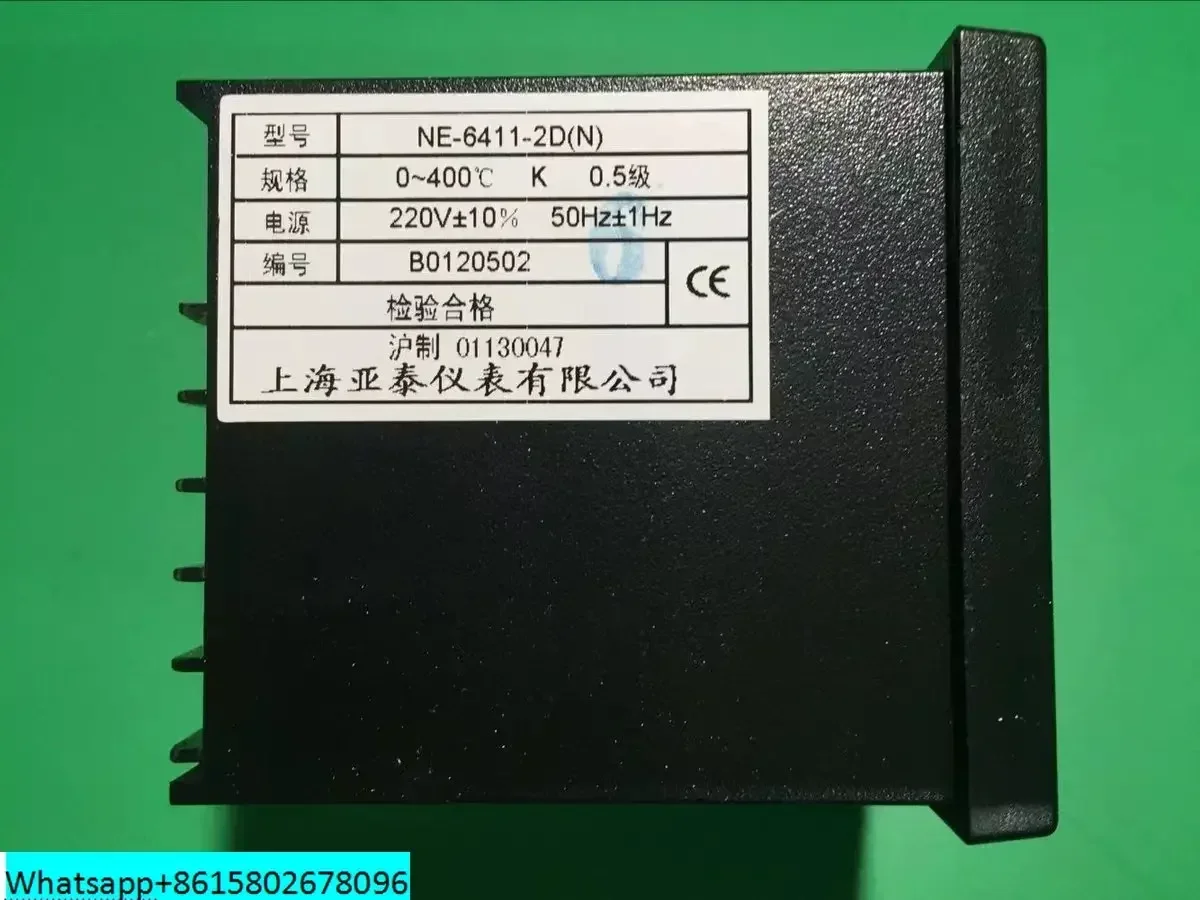 型号 NE-6411-2D(N)
规格 0~400℃ K 0.5级
电源 220V±10% 50Hz±1Hz
编号 B0120502
CE
检验合格
沪制 01130047
上海亚泰仪表有限公司
Whatsapp+8615802678096